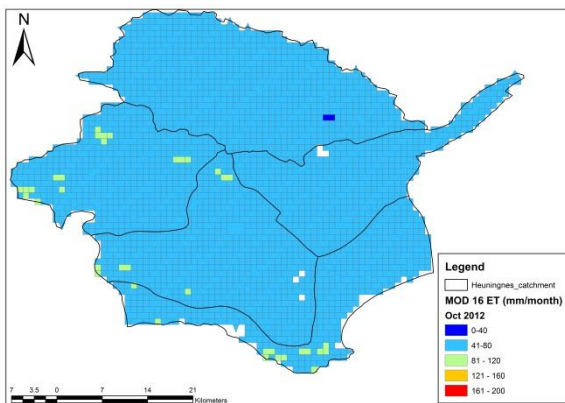 N
Legend
Heuningnes_catchment
MOD 16 ET (mm/month)
Oct 2012
0-40
41-80
81 - 120
121 - 160
161 - 200
7 3.5 0 7 14 21
Kilometers